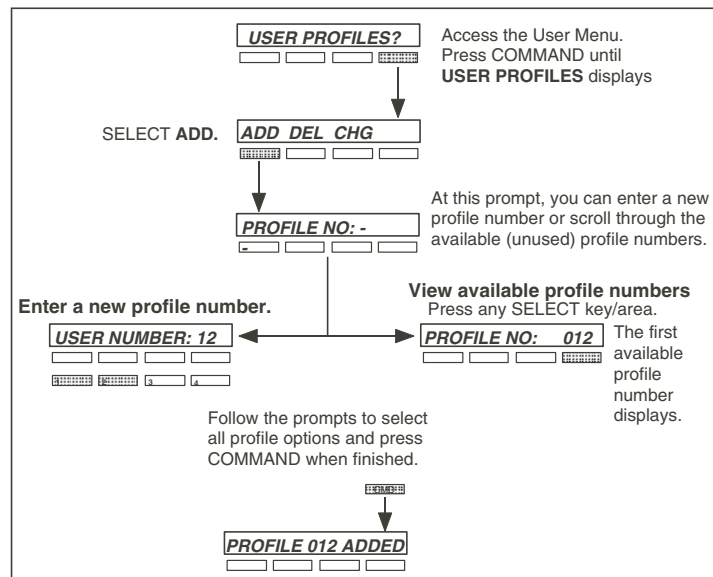 USER PROFILES?
Access the User Menu.
Press COMMAND until
USER PROFILES displays
SELECT ADD.
ADD DEL CHG
PROFILE NO: -
-
At this prompt, you can enter a new
profile number or scroll through the
available (unused) profile numbers.
Enter a new profile number.
USER NUMBER: 12
1 2 3 4
View available profile numbers
Press any SELECT key/area.
PROFILE NO: 012
The first
available
profile
number
displays.
Follow the prompts to select
all profile options and press
COMMAND when finished.
CMD
PROFILE 012 ADDED